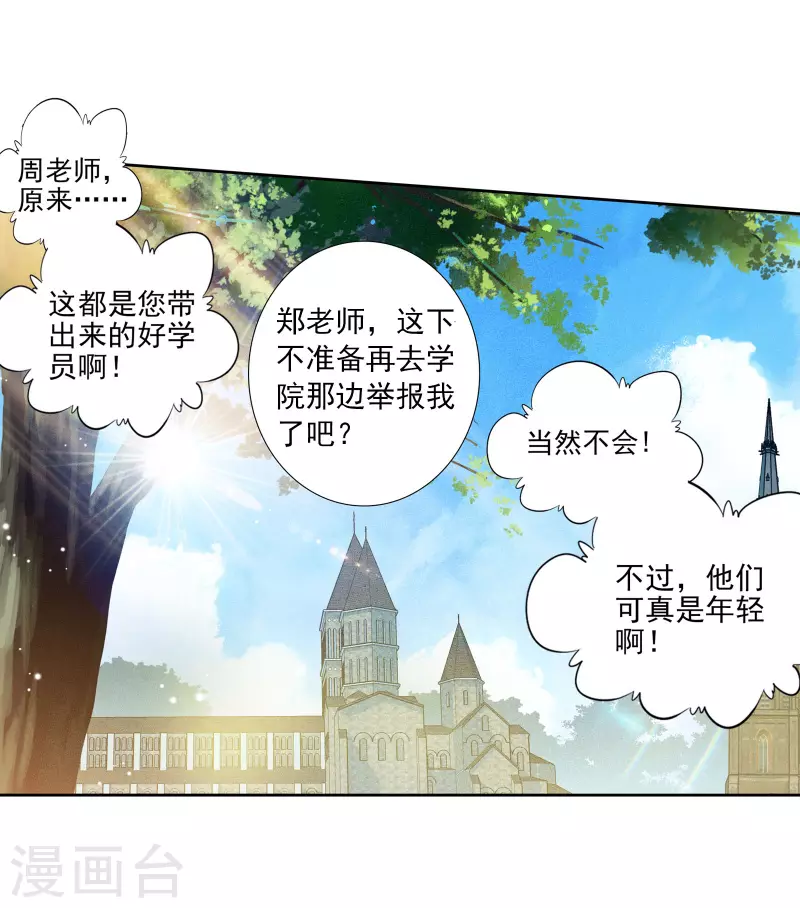 周老师，
原来……
这都是您带
出来的好学
员啊！
郑老师，这下
不准备再去学
院那边举报我
了吧？
当然不会！
不过，他们
可真是年轻
啊！
漫画台